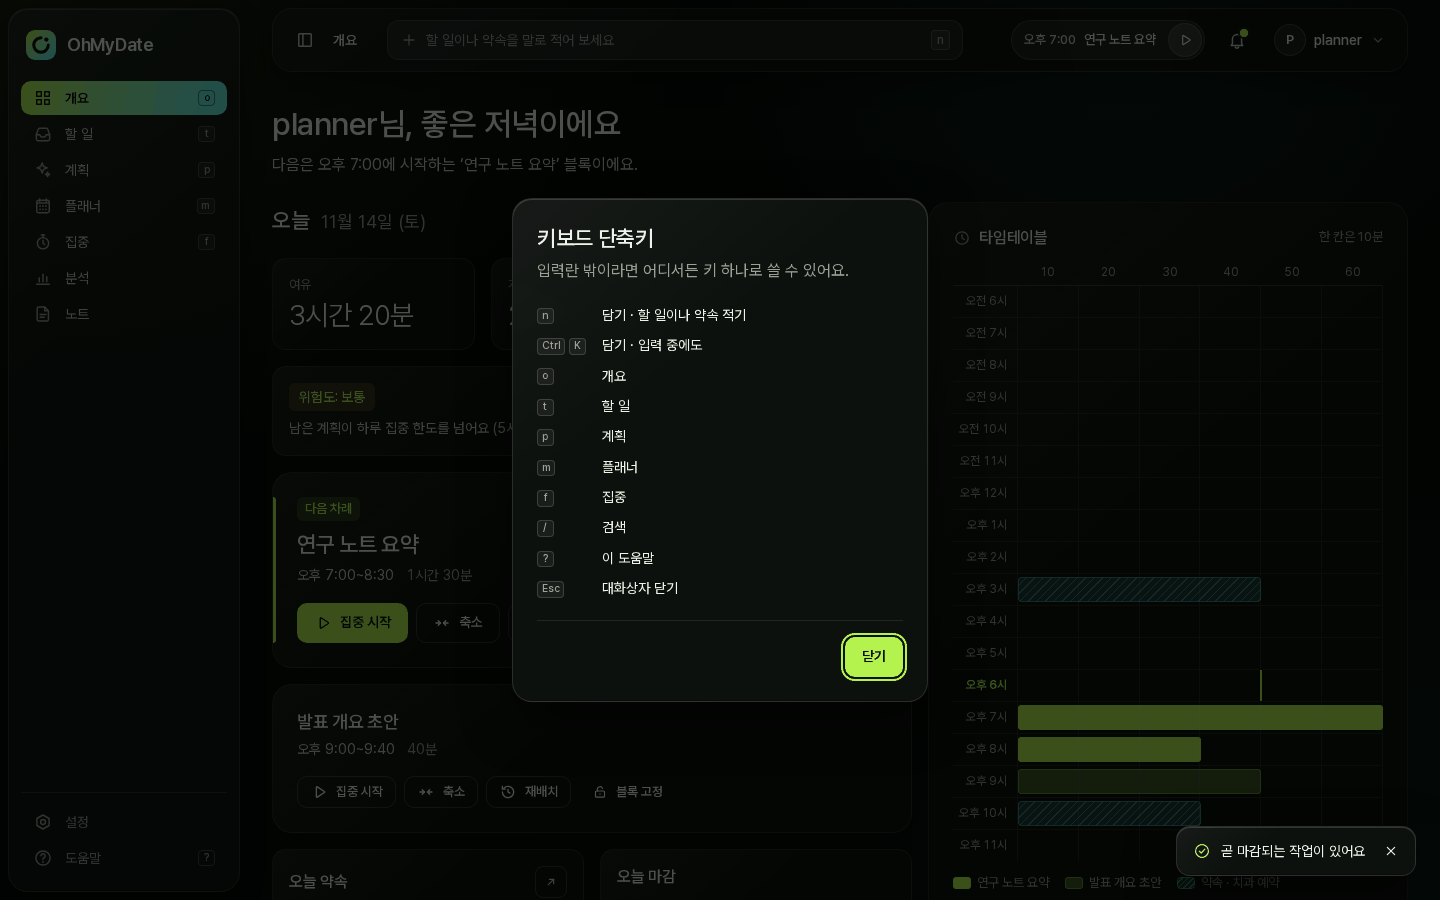 OhMyDate
개요 o
할 일 t
계획 p
플래너 m
집중 f
분석
노트
설정
도움말 ?
개요
할 일이나 약속을 말로 적어 보세요 n
오후 7:00 연구 노트 요약
P planner
planner님, 좋은 저녁이에요
다음은 오후 7:00에 시작하는 ‘연구 노트 요약’ 블록이에요.
오늘 11월 14일 (토)
여유
3시간 20분
위험도: 보통
남은 계획이 하루 집중 한도를 넘어요 (5시
다음 차례
연구 노트 요약
오후 7:00~8:30 1시간 30분
집중 시작 축소
발표 개요 초안
오후 9:00~9:40 40분
집중 시작 축소 재배치 블록 고정
오늘 약속
오늘 마감
키보드 단축키
입력란 밖이라면 어디서든 키 하나로 쓸 수 있어요.
n 담기 · 할 일이나 약속 적기
Ctrl K 담기 · 입력 중에도
o 개요
t 할 일
p 계획
m 플래너
f 집중
/ 검색
? 이 도움말
Esc 대화상자 닫기
닫기
타임테이블 한 칸은 10분
10 20 30 40 50 60
오전 6시
오전 7시
오전 8시
오전 9시
오전 10시
오전 11시
오후 12시
오후 1시
오후 2시
오후 3시
오후 4시
오후 5시
오후 6시
오후 7시
오후 8시
오후 9시
오후 10시
오후 11시
연구 노트 요약 발표 개요 초안 약속 · 치과 예약
곧 마감되는 작업이 있어요